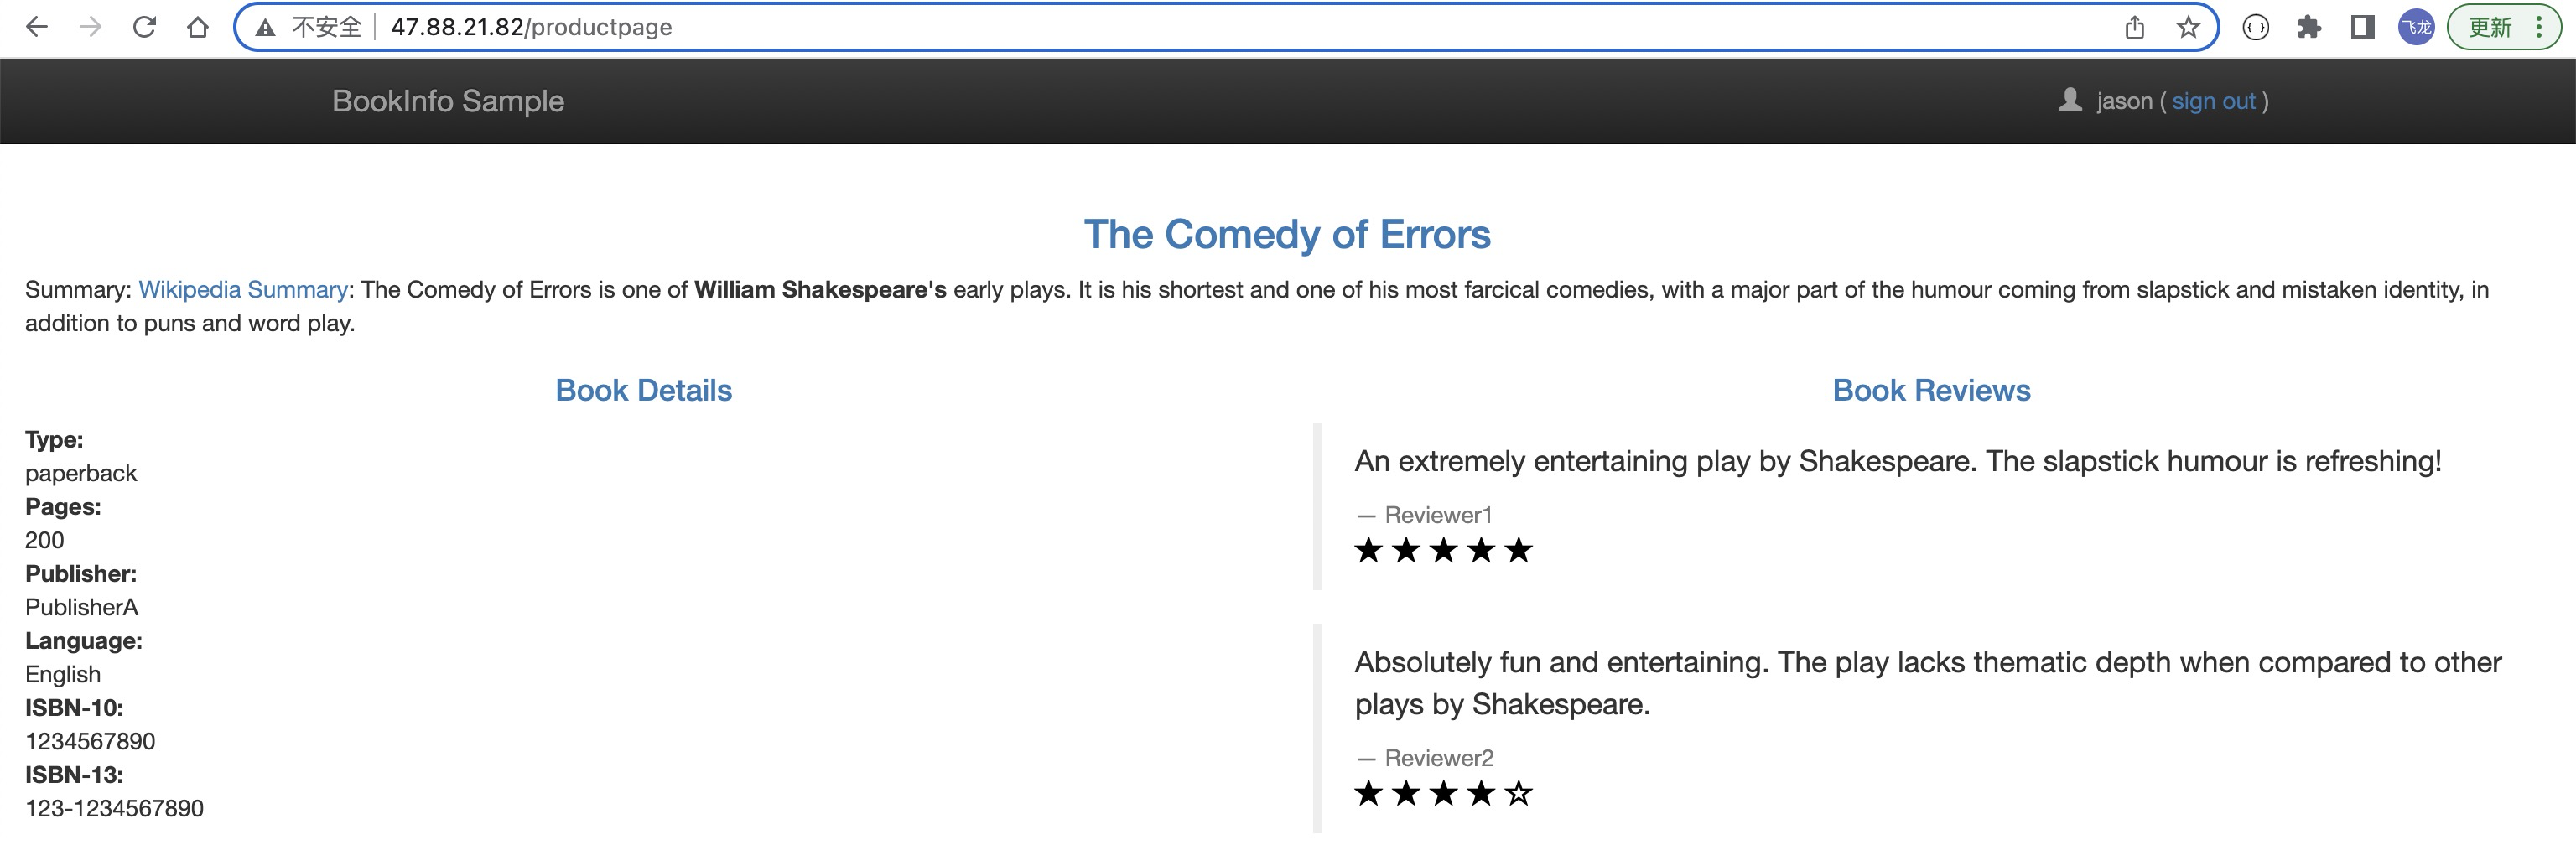 不安全 47.88.21.82/productpage 飞龙 更新
BookInfo Sample jason ( sign out )
The Comedy of Errors
Summary: Wikipedia Summary: The Comedy of Errors is one of William Shakespeare's early plays. It is his shortest and one of his most farcical comedies, with a major part of the humour coming from slapstick and mistaken identity, in
addition to puns and word play.
Book Details
Type:
paperback
Pages:
200
Publisher:
PublisherA
Language:
English
ISBN-10:
1234567890
ISBN-13:
123-1234567890
Book Reviews
An extremely entertaining play by Shakespeare. The slapstick humour is refreshing!
— Reviewer1
★★★★★
Absolutely fun and entertaining. The play lacks thematic depth when compared to other
plays by Shakespeare.
— Reviewer2
★★★★☆